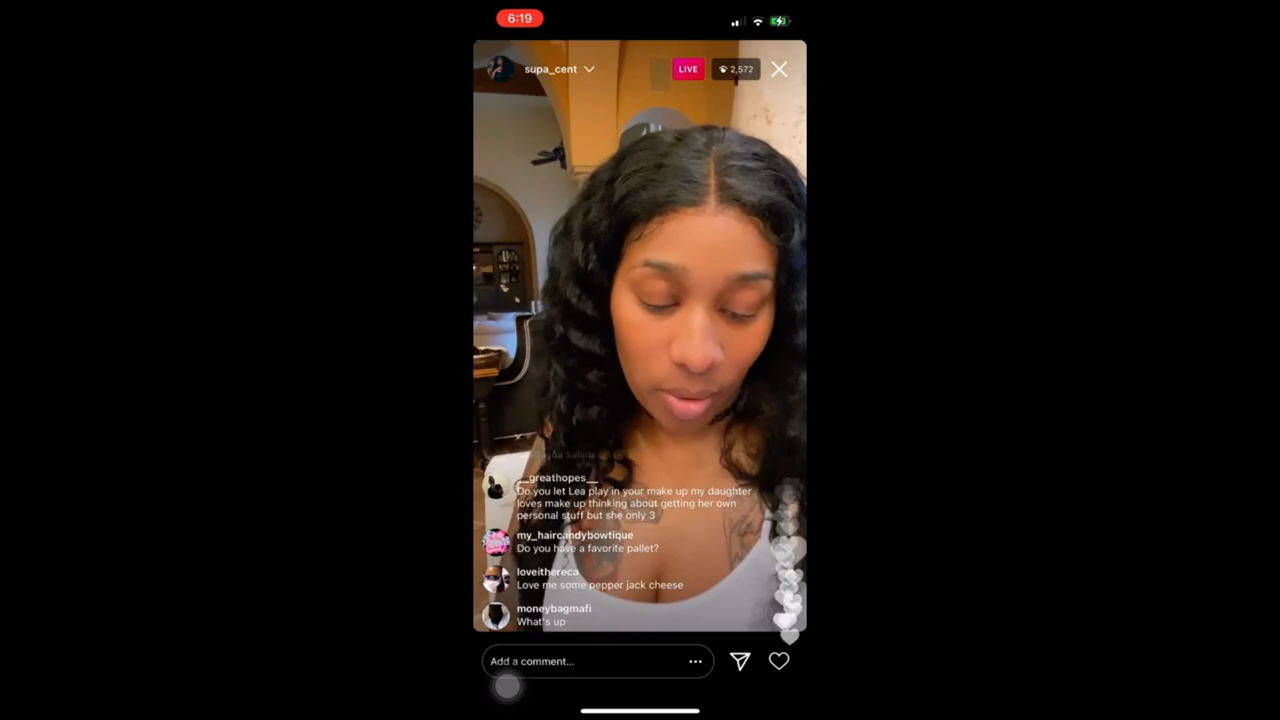 6:19
supa_cent
LIVE
2,572
__greathopes__
Do you let Lea play in your make up my daughter
loves make up thinking about getting her own
personal stuff but she only 3
my_haircandybowtique
Do you have a favorite pallet?
loveithereca
Love me some pepper jack cheese
moneybagmafi
What's up
Add a comment...